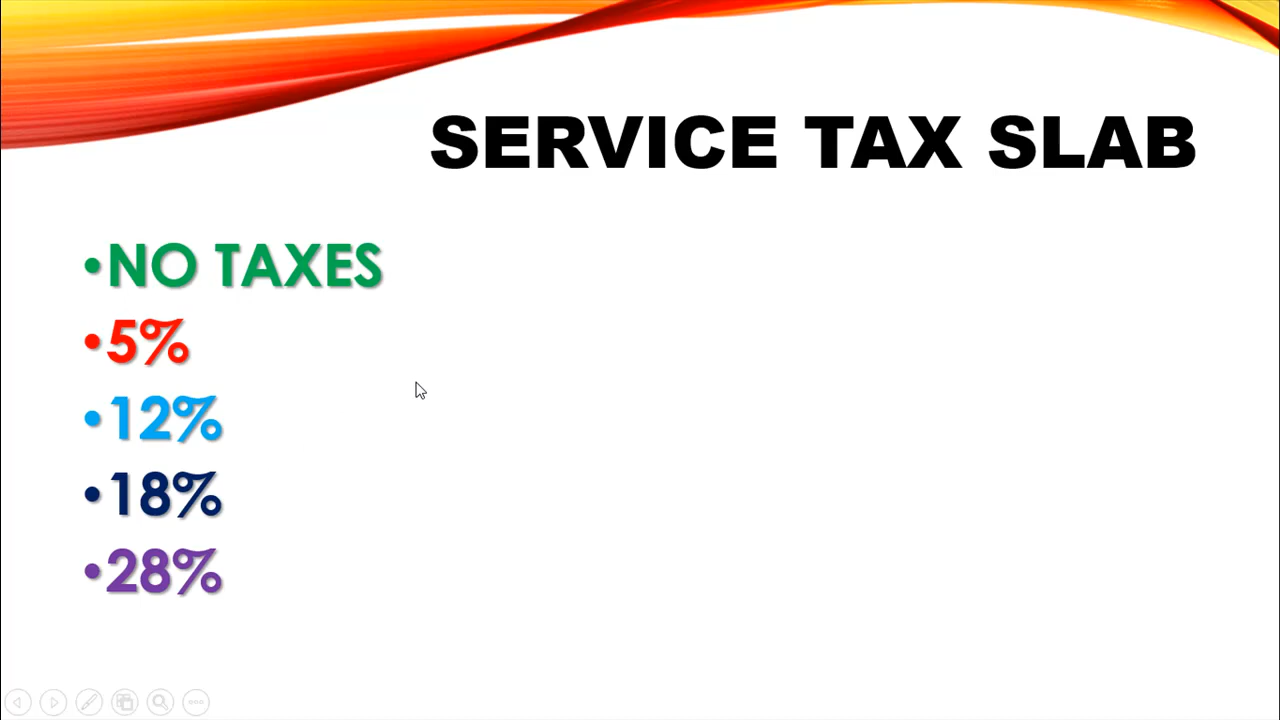 SERVICE TAX SLAB
•NO TAXES
•5%
•12%
•18%
•28%